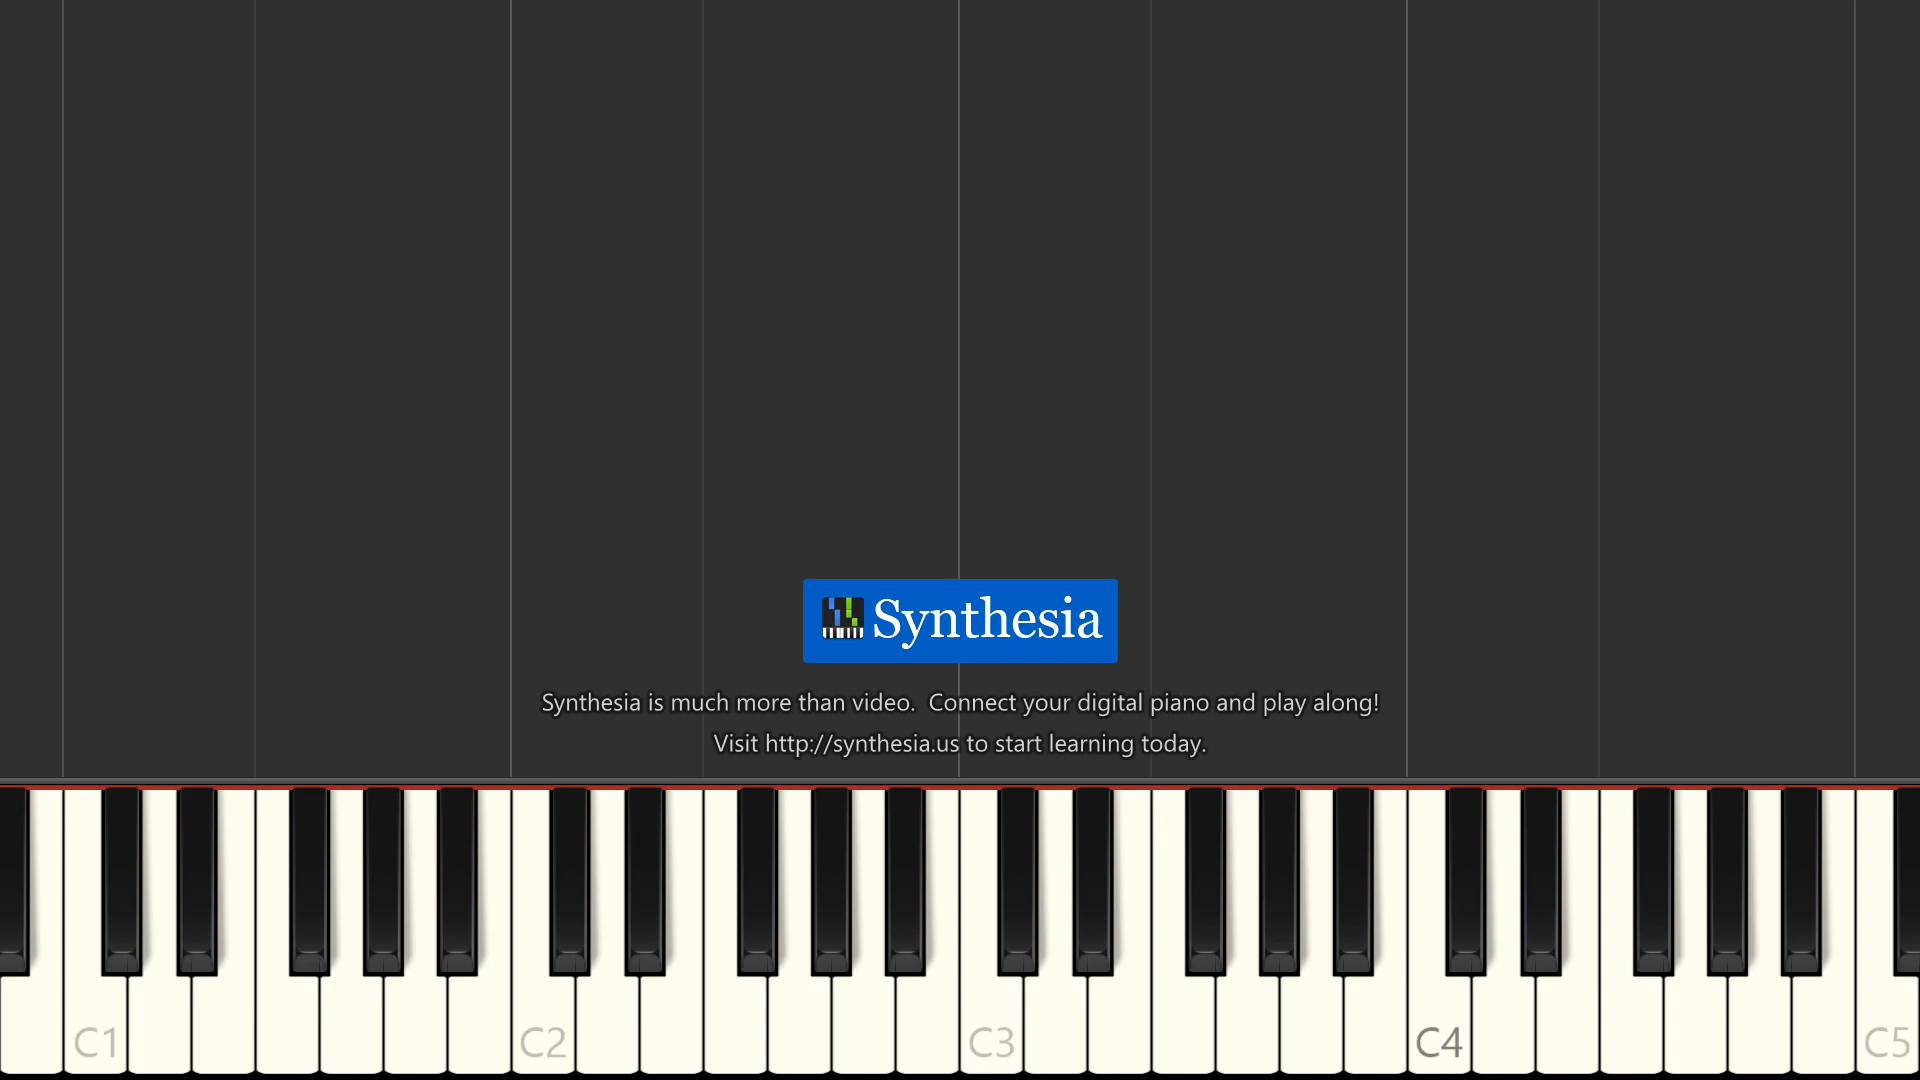 Synthesia
Synthesia is much more than video.  Connect your digital piano and play along!
Visit http://synthesia.us to start learning today.
C1 C2 C3 C4 C5